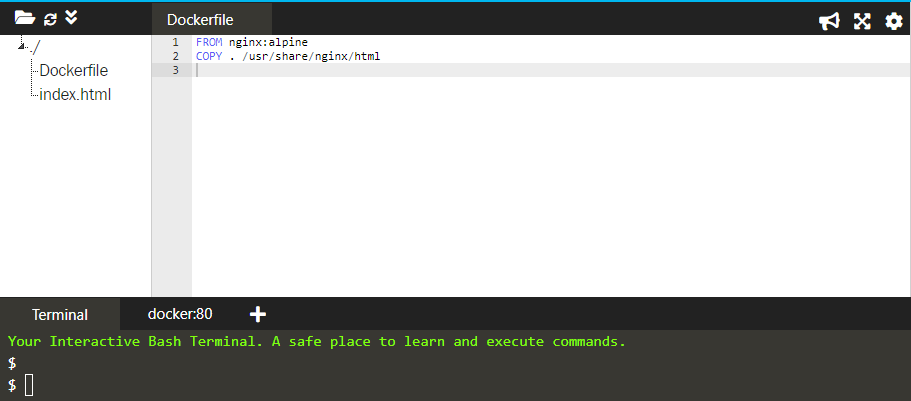 Dockerfile
./
Dockerfile
index.html
1 FROM nginx:alpine
2 COPY . /usr/share/nginx/html
3
Terminal docker:80
Your Interactive Bash Terminal. A safe place to learn and execute commands.
$
$